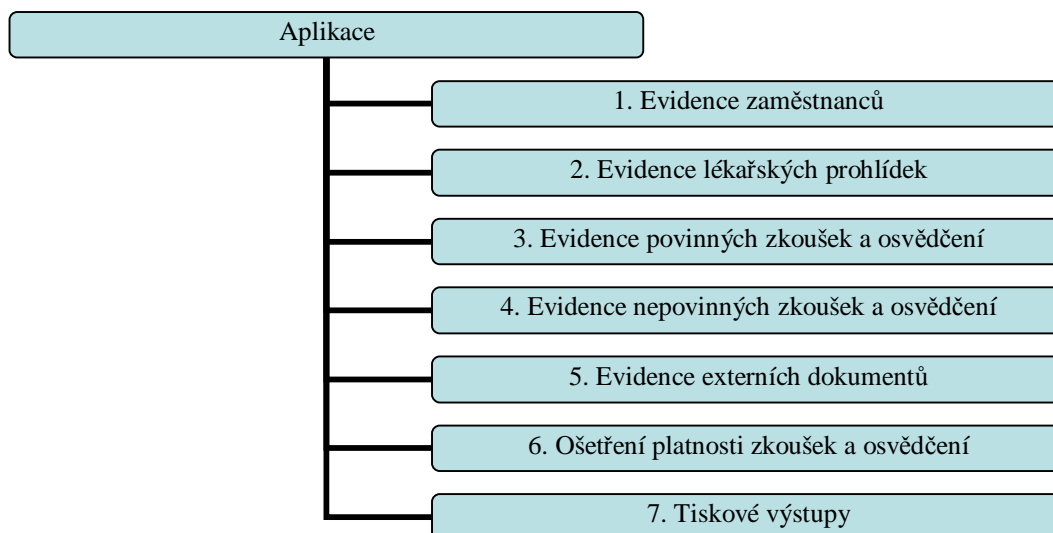 Aplikace
1. Evidence zaměstnanců
2. Evidence lékařských prohlídek
3. Evidence povinných zkoušek a osvědčení
4. Evidence nepovinných zkoušek a osvědčení
5. Evidence externích dokumentů
6. Ošetření platnosti zkoušek a osvědčení
7. Tiskové výstupy